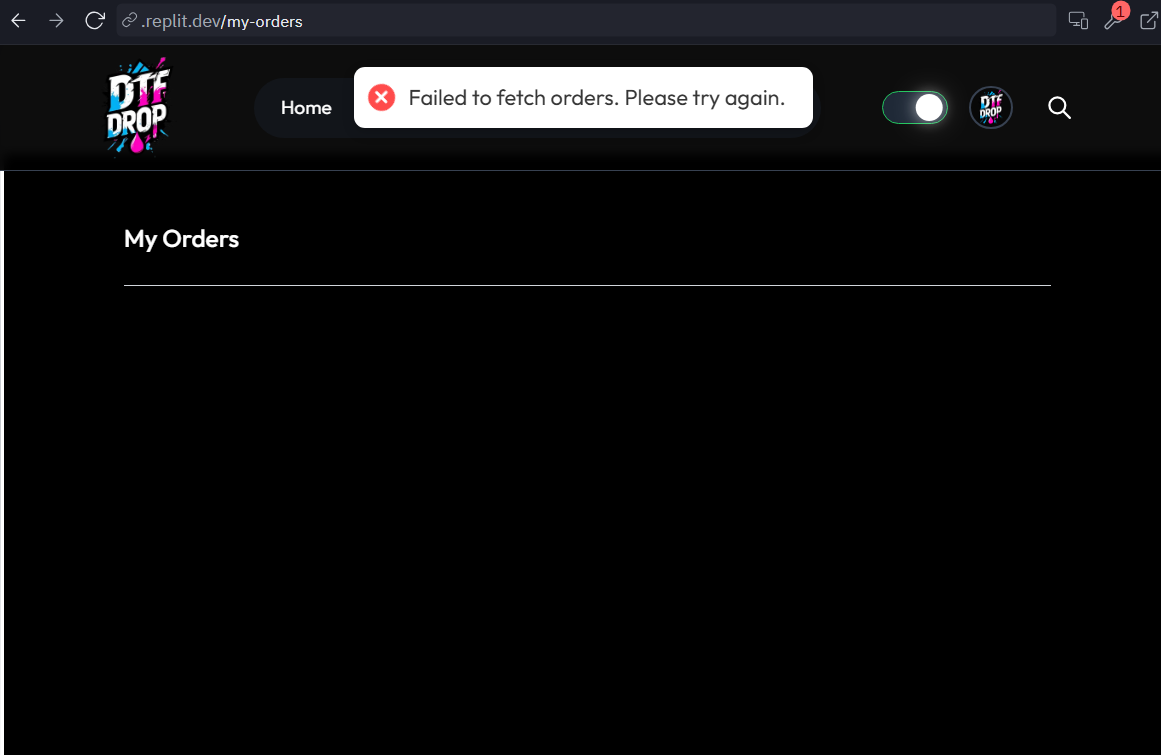 .replit.dev/my-orders
1
DTF
DROP
Home
Failed to fetch orders. Please try again.
DTF
DROP
My Orders